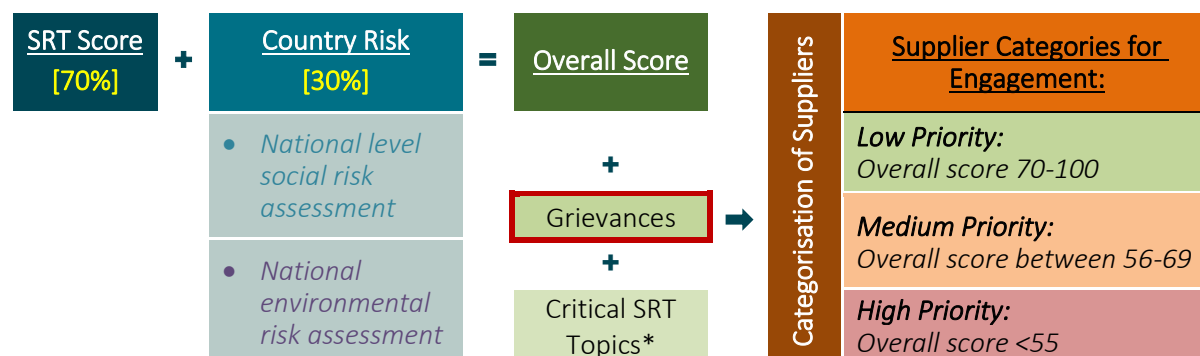 SRT Score
[70%]
+
Country Risk
[30%]
=
Overall Score
• National level
social risk
assessment
• National
environmental
risk assessment
+
Grievances
+
Critical SRT
Topics*
Categorisation of Suppliers
Supplier Categories for
Engagement:
Low Priority:
Overall score 70-100
Medium Priority:
Overall score between 56-69
High Priority:
Overall score <55